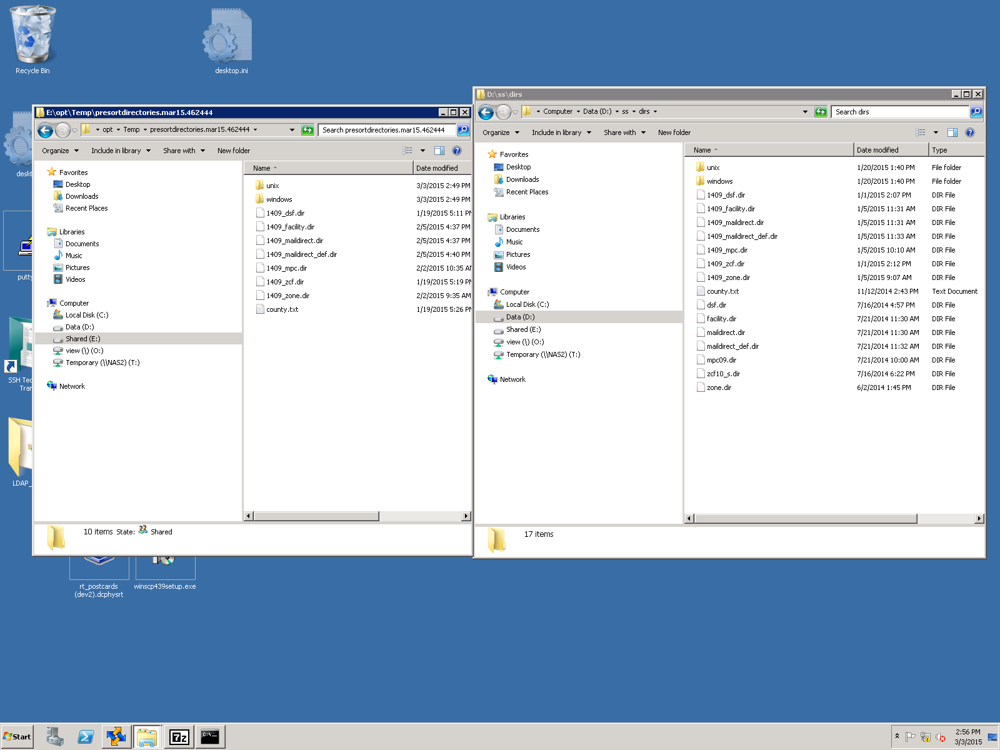 Recycle Bin
desktop.ini
deskt
putty
SSH Tec
Tran
LDAP_
rt_postcards
(dev2).dcphysrt
winscp439setup.exe
E:\opt\Temp\presortdirectories.mar15.462444
opt Temp presortdirectories.mar15.462444
Search presortdirectories.mar15.462444
Organize Include in library Share with New folder
Favorites
Desktop
Downloads
Recent Places
Libraries
Documents
Music
Pictures
Videos
Computer
Local Disk (C:)
Data (D:)
Shared (E:)
view (\) (O:)
Temporary (\\NAS2) (T:)
Network
Name Date modified
unix 3/3/2015 2:49 PM
windows 3/3/2015 2:49 PM
1409_dsf.dir 1/19/2015 5:11 PM
1409_facility.dir 2/5/2015 4:37 PM
1409_maildirect.dir 2/5/2015 4:37 PM
1409_maildirect_def.dir 2/5/2015 4:40 PM
1409_mpc.dir 2/2/2015 10:35 AM
1409_zcf.dir 1/19/2015 5:19 PM
1409_zone.dir 2/2/2015 9:35 AM
county.txt 1/19/2015 5:26 PM
10 items State: Shared
D:\ss\dirs
Computer Data (D:) ss dirs
Search dirs
Organize Include in library Share with New folder
Favorites
Desktop
Downloads
Recent Places
Libraries
Documents
Music
Pictures
Videos
Computer
Local Disk (C:)
Data (D:)
Shared (E:)
view (\) (O:)
Temporary (\\NAS2) (T:)
Network
Name Date modified Type
unix 1/20/2015 1:40 PM File folder
windows 1/20/2015 1:40 PM File folder
1409_dsf.dir 1/1/2015 2:07 PM DIR File
1409_facility.dir 1/5/2015 11:31 AM DIR File
1409_maildirect.dir 1/5/2015 11:31 AM DIR File
1409_maildirect_def.dir 1/5/2015 11:33 AM DIR File
1409_mpc.dir 1/5/2015 10:10 AM DIR File
1409_zcf.dir 1/1/2015 2:12 PM DIR File
1409_zone.dir 1/5/2015 9:07 AM DIR File
county.txt 11/12/2014 2:43 PM Text Document
dsf.dir 7/16/2014 4:57 PM DIR File
facility.dir 7/21/2014 11:30 AM DIR File
maildirect.dir 7/21/2014 11:30 AM DIR File
maildirect_def.dir 7/21/2014 11:32 AM DIR File
mpc09.dir 7/21/2014 10:00 AM DIR File
zcf10_s.dir 7/16/2014 6:22 PM DIR File
zone.dir 6/2/2014 1:45 PM DIR File
17 items
Start
7z
C:\_
2:56 PM
3/3/2015